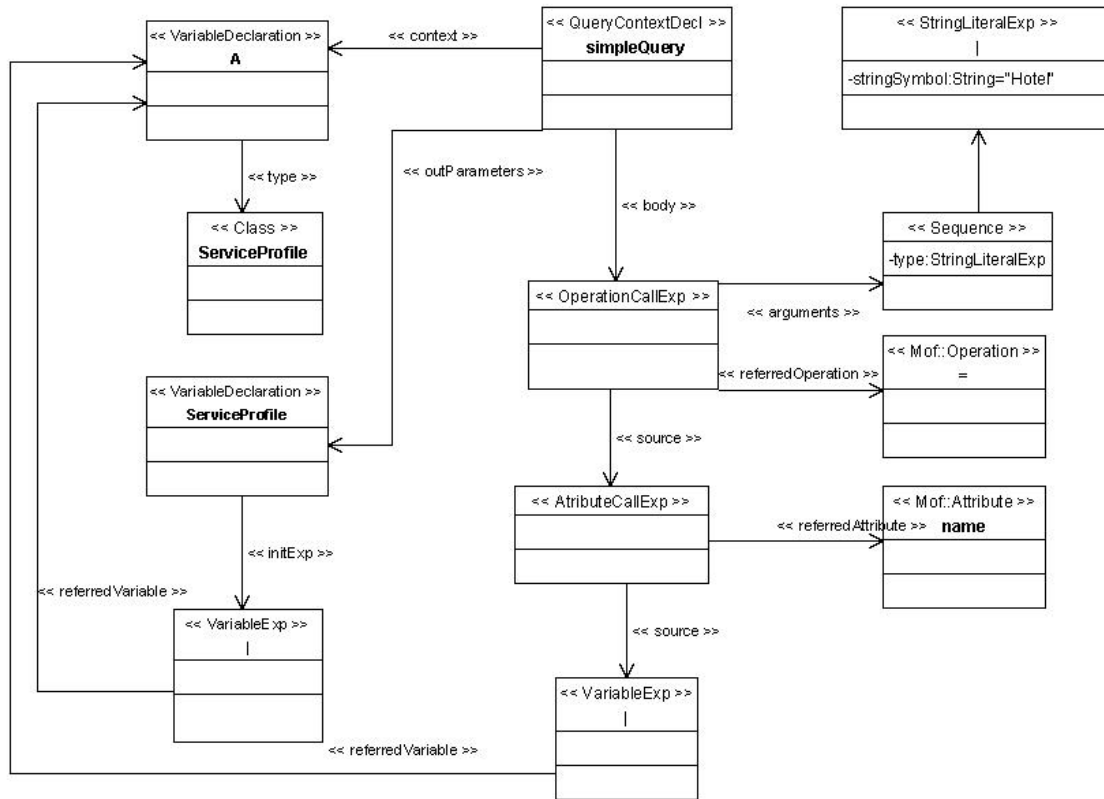 << VariableDeclaration >>
A
<< context >>
<< QueryContextDecl >>
simpleQuery
<< StringLiteralExp >>
|
-stringSymbol:String="Hotel"
<< type >>
<< outParameters >>
<< body >>
<< Class >>
ServiceProfile
<< Sequence >>
-type:StringLiteralExp
<< OperationCallExp >>
<< arguments >>
<< Mof::Operation >>
=
<< referredOperation >>
<< VariableDeclaration >>
ServiceProfile
<< source >>
<< AtributeCallExp >>
<< Mof::Attribute >>
name
<< referredAttribute >>
<< initExp >>
<< referredVariable >>
<< VariableExp >>
|
<< source >>
<< VariableExp >>
|
<< referredVariable >>